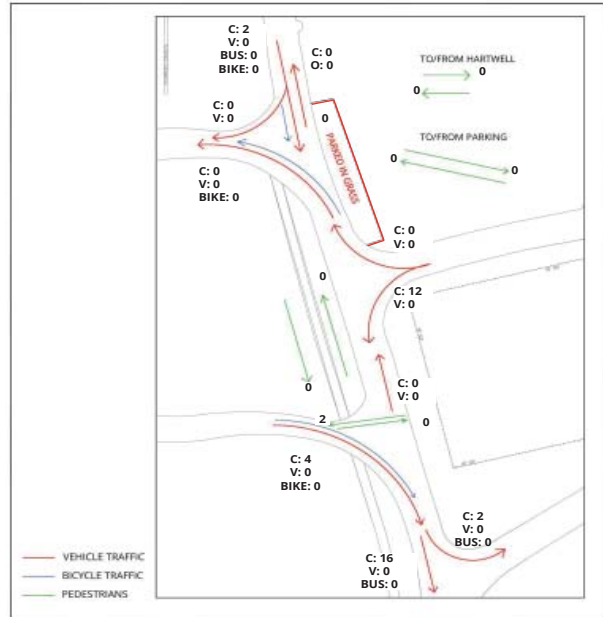 C: 2
V: 0
BUS: 0
BIKE: 0
C: 0
O: 0
TO/FROM HARTWELL
0
0
C: 0
V: 0
0
PARKED IN GRASS
TO/FROM PARKING
0
0
C: 0
V: 0
BIKE: 0
C: 0
V: 0
0
C: 12
V: 0
0
C: 0
V: 0
2
0
C: 4
V: 0
BIKE: 0
C: 2
V: 0
BUS: 0
C: 16
V: 0
BUS: 0
VEHICLE TRAFFIC
BICYCLE TRAFFIC
PEDESTRIANS